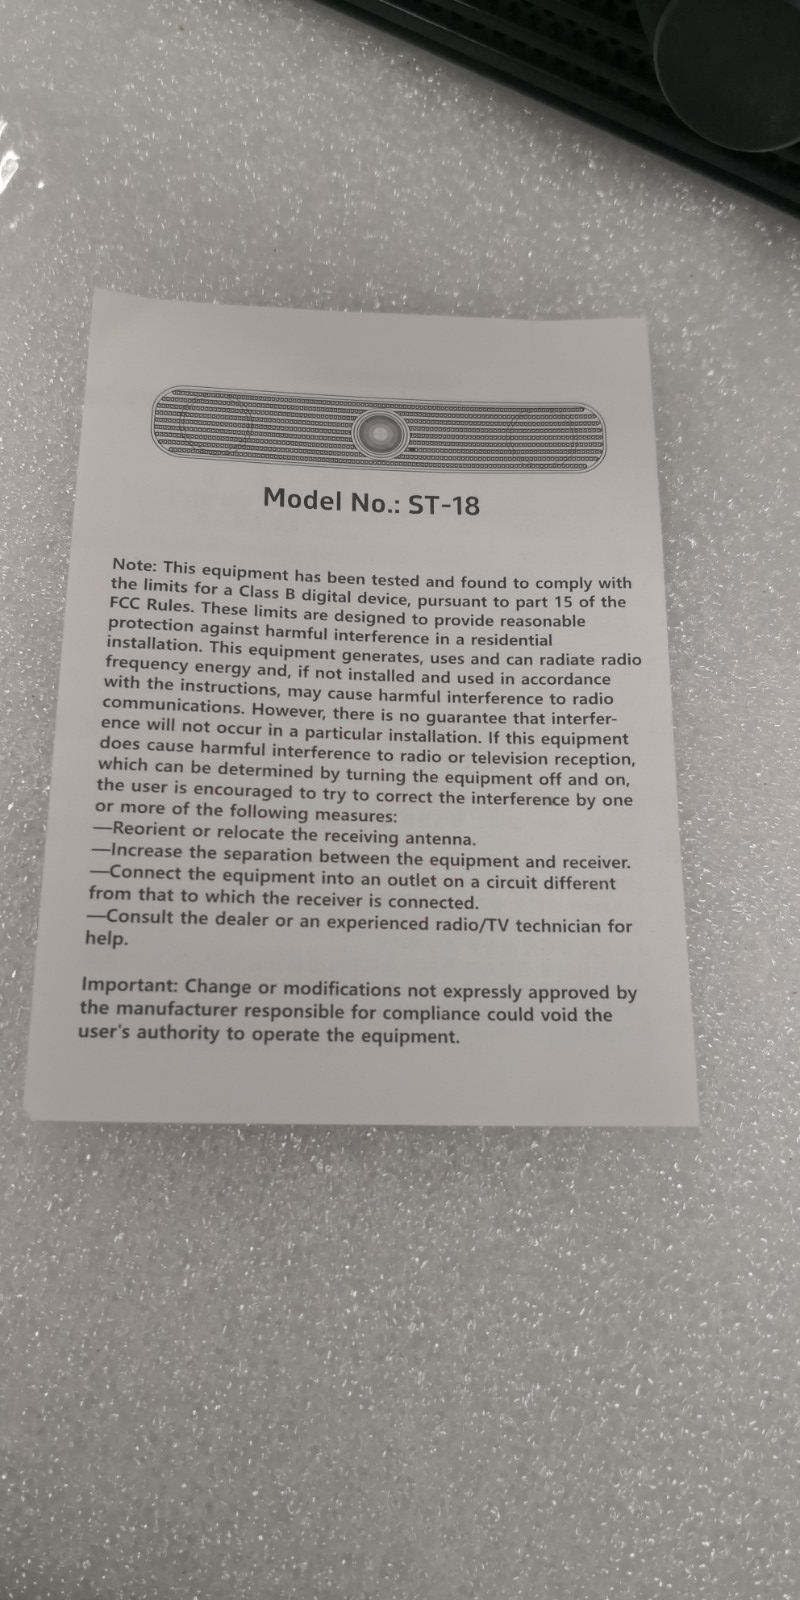 Model No.: ST-18
Note: This equipment has been tested and found to comply with
the limits for a Class B digital device, pursuant to part 15 of the
FCC Rules. These limits are designed to provide reasonable
protection against harmful interference in a residential
installation. This equipment generates, uses and can radiate radio
frequency energy and, if not installed and used in accordance
with the instructions, may cause harmful interference to radio
communications. However, there is no guarantee that interfer-
ence will not occur in a particular installation. If this equipment
does cause harmful interference to radio or television reception,
which can be determined by turning the equipment off and on,
the user is encouraged to try to correct the interference by one
or more of the following measures:
—Reorient or relocate the receiving antenna.
—Increase the separation between the equipment and receiver.
—Connect the equipment into an outlet on a circuit different
from that to which the receiver is connected.
—Consult the dealer or an experienced radio/TV technician for
help.
Important: Change or modifications not expressly approved by
the manufacturer responsible for compliance could void the
user's authority to operate the equipment.